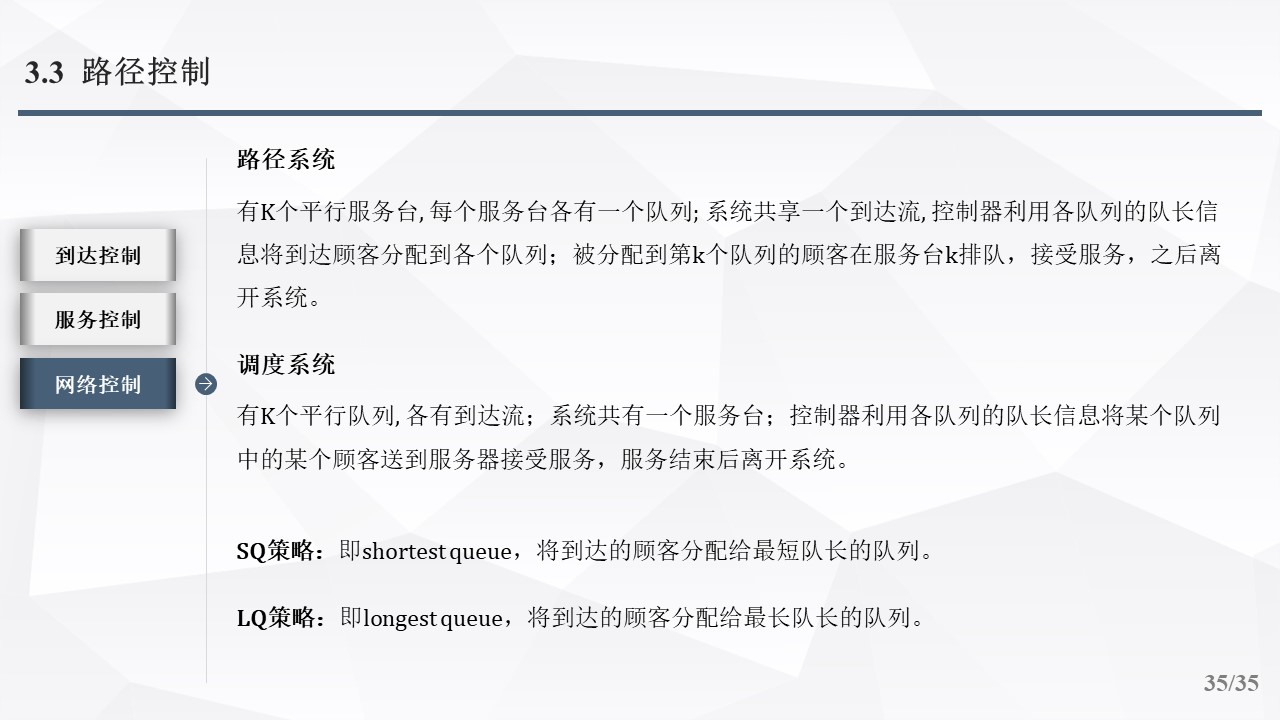 3.3 路径控制
到达控制
服务控制
网络控制
路径系统
有K个平行服务台, 每个服务台各有一个队列; 系统共享一个到达流, 控制器利用各队列的队长信
息将到达顾客分配到各个队列；被分配到第k个队列的顾客在服务台k排队，接受服务，之后离
开系统。
调度系统
有K个平行队列, 各有到达流；系统共有一个服务台；控制器利用各队列的队长信息将某个队列
中的某个顾客送到服务器接受服务，服务结束后离开系统。
SQ策略：即shortest queue，将到达的顾客分配给最短队长的队列。
LQ策略：即longest queue，将到达的顾客分配给最长队长的队列。
35/35